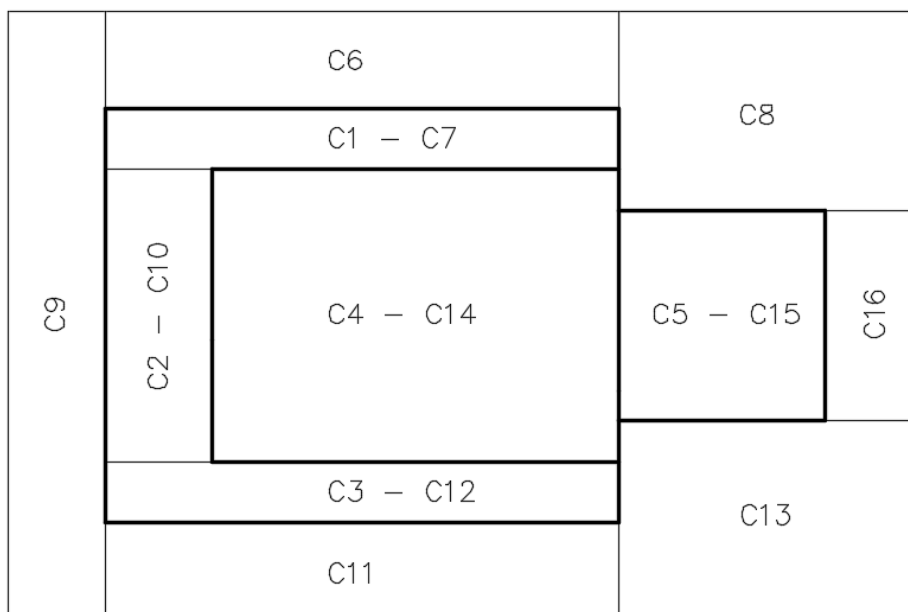 C6
C8
C1 – C7
C9
C2 – C10
C4 – C14
C5 – C15
C16
C3 – C12
C13
C11